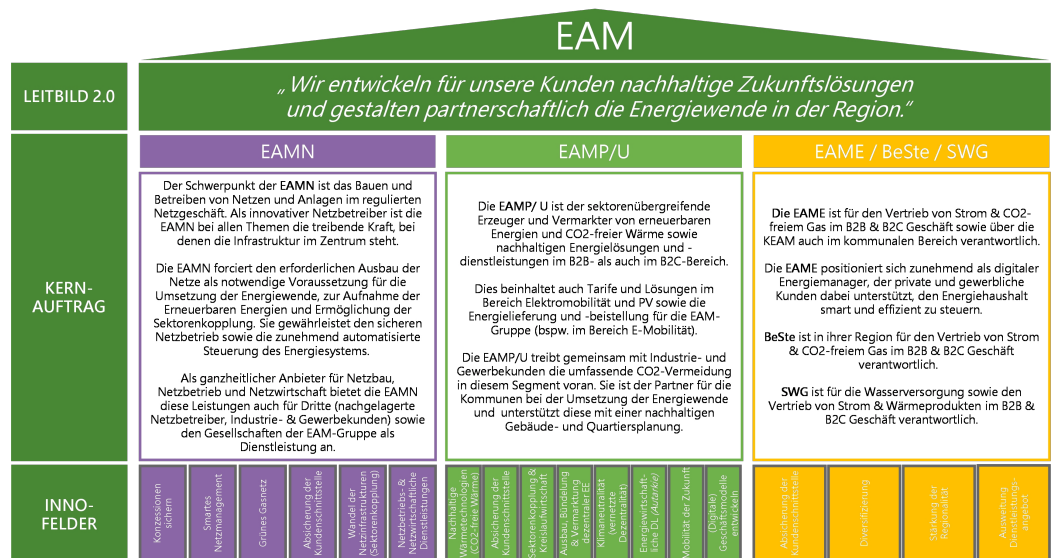 EAM
LEITBILD 2.0
„Wir entwickeln für unsere Kunden nachhaltige Zukunftslösungen
und gestalten partnerschaftlich die Energiewende in der Region.“
KERN-
AUFTRAG
EAMN
Der Schwerpunkt der EAMN ist das Bauen und
Betreiben von Netzen und Anlagen im regulierten
Netzgeschäft. Als innovativer Netzbetreiber ist die
EAMN bei allen Themen die treibende Kraft, bei
denen die Infrastruktur im Zentrum steht.
Die EAMN forciert den erforderlichen Ausbau der
Netze als notwendige Voraussetzung für die
Umsetzung der Energiewende, zur Aufnahme der
Erneuerbaren Energien und Ermöglichung der
Sektorenkopplung. Sie gewährleistet den sicheren
Netzbetrieb sowie die zunehmend automatisierte
Steuerung des Energiesystems.
Als ganzheitlicher Anbieter für Netzbau,
Netzbetrieb und Netzwirtschaft bietet die EAMN
diese Leistungen auch für Dritte (nachgelagerte
Netzbetreiber, Industrie- & Gewerbekunden) sowie
den Gesellschaften der EAM-Gruppe als
Dienstleistung an.
EAMP/U
Die EAMP/ U ist der sektorenübergreifende
Erzeuger und Vermarkter von erneuerbaren
Energien und CO2-freier Wärme sowie
nachhaltigen Energielösungen und -
dienstleistungen im B2B- als auch im B2C-Bereich.
Dies beinhaltet auch Tarife und Lösungen im
Bereich Elektromobilität und PV sowie die
Energielieferung und -beistellung für die EAM-
Gruppe (bspw. im Bereich E-Mobilität).
Die EAMP/U treibt gemeinsam mit Industrie- und
Gewerbekunden die umfassende CO2-Vermeidung
in diesem Segment voran. Sie ist der Partner für die
Kommunen bei der Umsetzung der Energiewende
und unterstützt diese mit einer nachhaltigen
Gebäude- und Quartiersplanung.
EAME / BeSte / SWG
Die EAME ist für den Vertrieb von Strom & CO2-
freiem Gas im B2B & B2C Geschäft sowie über die
KEAM auch im kommunalen Bereich verantwortlich.
Die EAME positioniert sich zunehmend als digitaler
Energiemanager, der private und gewerbliche
Kunden dabei unterstützt, den Energiehaushalt
smart und effizient zu steuern.
BeSte ist in ihrer Region für den Vertrieb von Strom
& CO2-freiem Gas im B2B & B2C Geschäft
verantwortlich.
SWG ist für die Wasserversorgung sowie den
Vertrieb von Strom & Wärmeprodukten im B2B &
B2C Geschäft verantwortlich.
INNO-
FELDER
Konzessionen
sichern
Smartes
Netzmanagement
Grünes Gasnetz
Absicherung der
Kundenschnittstelle
Wandel der
Netzinfrastrukturen
(Sektorenkopplung)
Netzbetriebs- &
Netzwirtschaftliche
Dienstleistungen
Nachhaltige
Wärmetechnologien
(CO2-freie Wärme)
Absicherung der
Kundenschnittstelle
Sektorenkopplung &
Kreislaufwirtschaft
Ausbau, Bündelung
& Vermarktung
dezentraler EE
Klimaneutralität
(vernetzte
Dezentralität)
Energiewirtschaft-
liche DL (Autarkie)
Mobilität der Zukunft
(Digitale)
Geschäftsmodelle
entwickeln
Absicherung der
Kundenschnittstelle
Diversifizierung
Stärkung der
Regionalität
Ausweitung
Dienstleistungs-
angebot